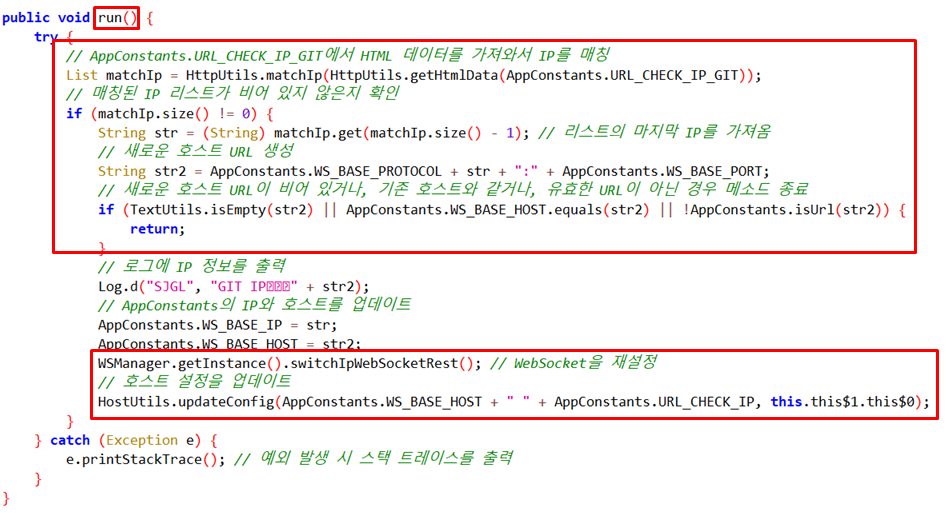 public void run() {
try {
// AppConstants.URL_CHECK_IP_GIT에서 HTML 데이터를 가져와서 IP를 매칭
List matchIp = HttpUtils.matchIp(HttpUtils.getHtmlData(AppConstants.URL_CHECK_IP_GIT));
// 매칭된 IP 리스트가 비어 있지 않은지 확인
if (matchIp.size() != 0) {
String str = (String) matchIp.get(matchIp.size() - 1); // 리스트의 마지막 IP를 가져옴
// 새로운 호스트 URL 생성
String str2 = AppConstants.WS_BASE_PROTOCOL + str + ":" + AppConstants.WS_BASE_PORT;
// 새로운 호스트 URL이 비어 있거나, 기존 호스트와 같거나, 유효한 URL이 아닌 경우 메소드 종료
if (TextUtils.isEmpty(str2) || AppConstants.WS_BASE_HOST.equals(str2) || !AppConstants.isUrl(str2)) {
return;
}
// 로그에 IP 정보를 출력
Log.d("SJGL", "GIT IP" + str2);
// AppConstants의 IP와 호스트를 업데이트
AppConstants.WS_BASE_IP = str;
AppConstants.WS_BASE_HOST = str2;
WSManager.getInstance().switchIpWebSocketRest(); // WebSocket을 재설정
// 호스트 설정을 업데이트
HostUtils.updateConfig(AppConstants.WS_BASE_HOST + " " + AppConstants.URL_CHECK_IP, this.this$1.this$0);
}
} catch (Exception e) {
e.printStackTrace(); // 예외 발생 시 스택 트레이스를 출력
}
}